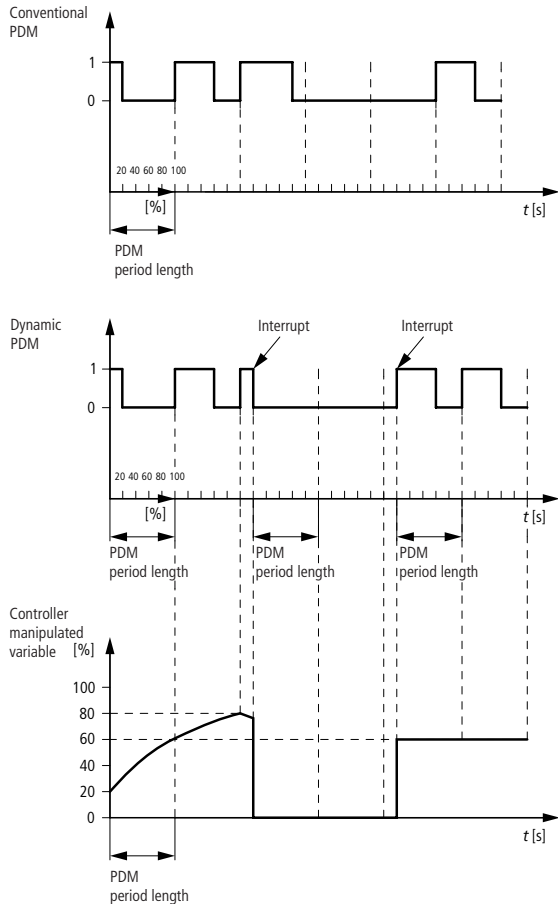 Conventional
PDM
1
0
20 40 60 80 100
[%]
t [s]
PDM
period length
Dynamic
PDM
Interrupt
Interrupt
1
0
20 40 60 80 100
[%]
t [s]
PDM
period length
PDM
period length
PDM
period length
Controller
manipulated
variable [%]
100
80
60
40
20
0
t [s]
PDM
period length